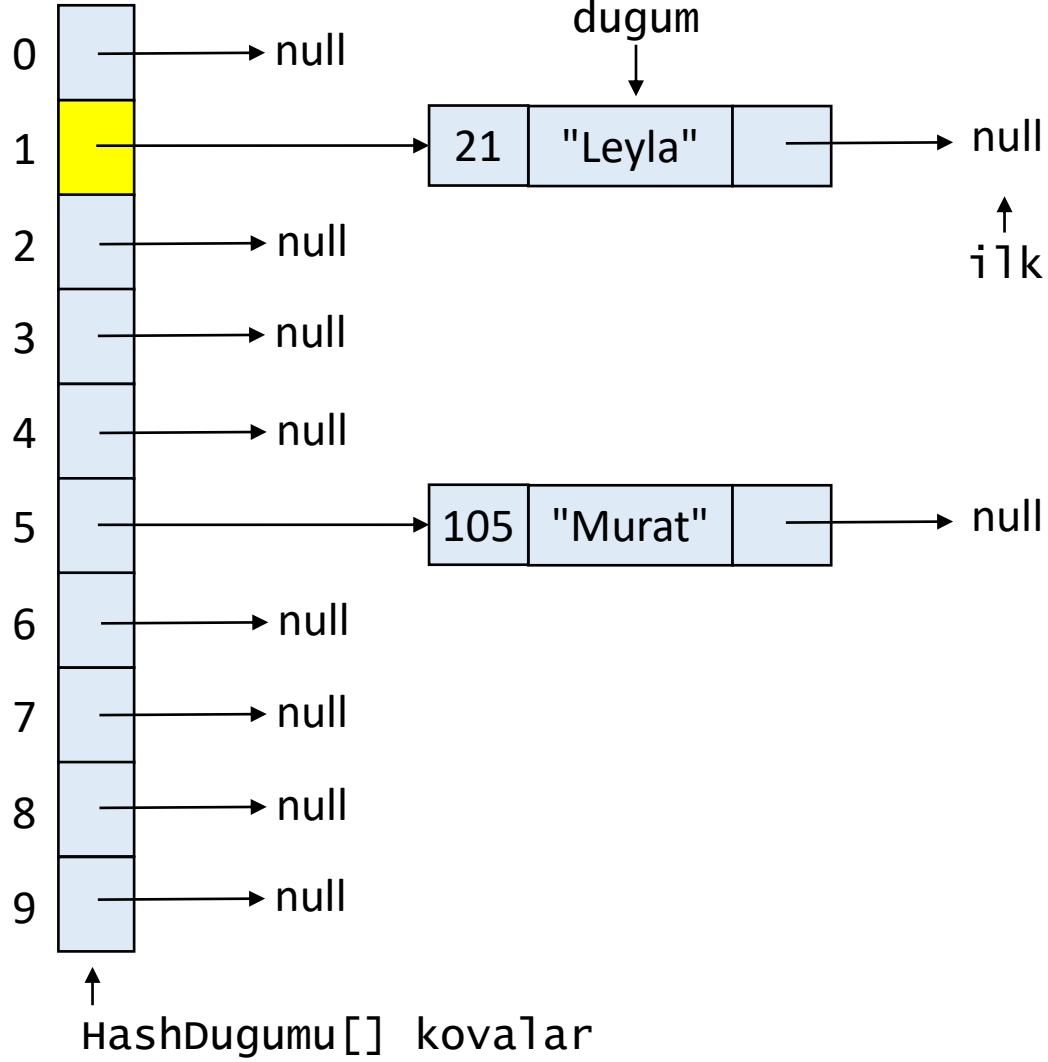 dugum
0 null
1 21 "Leyla" null
2 null
ilk
3 null
4 null
5 105 "Murat" null
6 null
7 null
8 null
9 null
HashDugumu[] kovalar